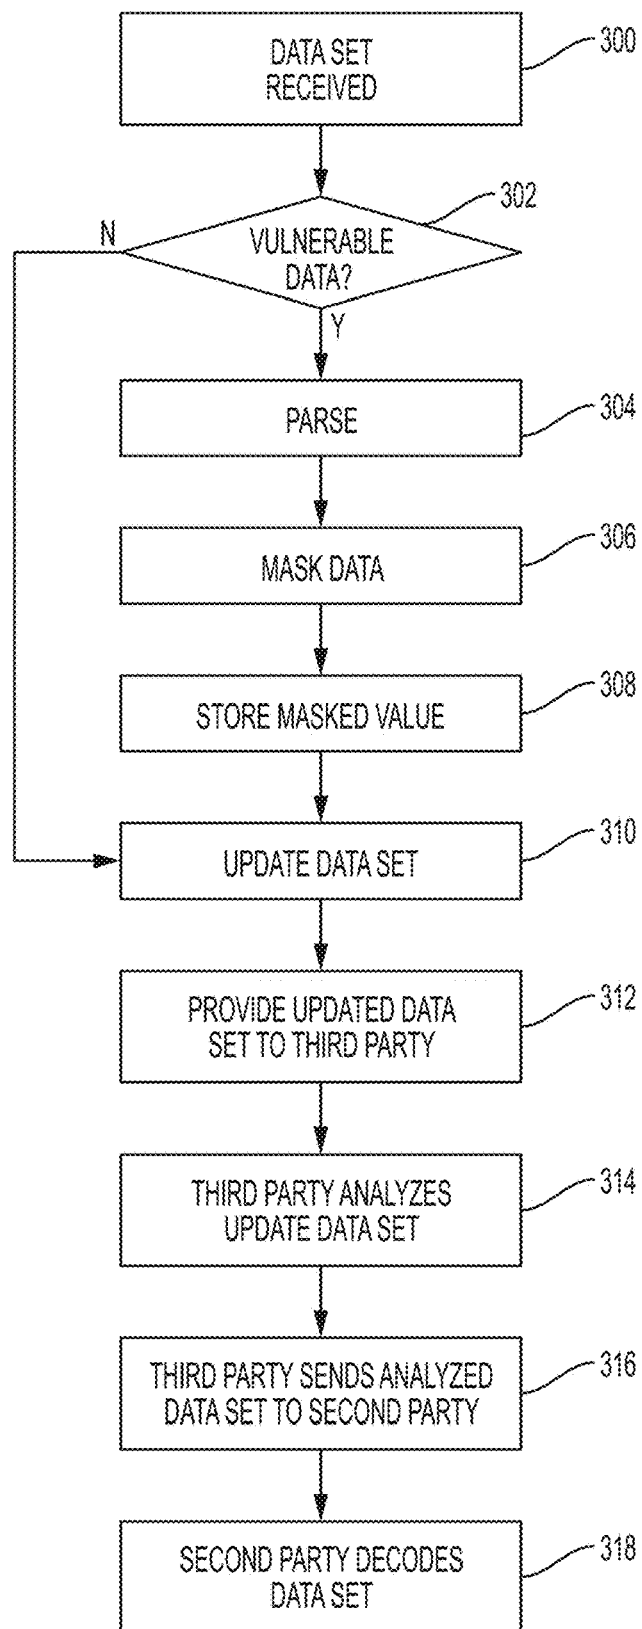 DATA SET
RECEIVED
300
302
N
VULNERABLE
DATA?
Y
PARSE
304
MASK DATA
306
STORE MASKED VALUE
308
UPDATE DATA SET
310
PROVIDE UPDATED DATA
SET TO THIRD PARTY
312
THIRD PARTY ANALYZES
UPDATE DATA SET
314
THIRD PARTY SENDS ANALYZED
DATA SET TO SECOND PARTY
316
SECOND PARTY DECODES
DATA SET
318